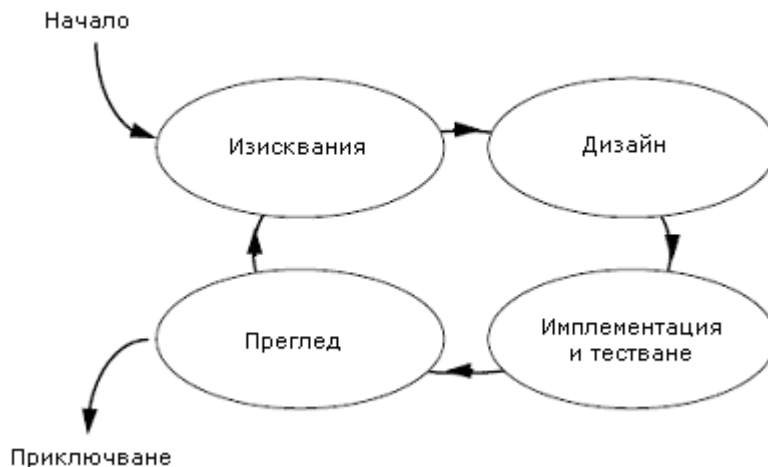 Начало
Изисквания
Дизайн
Преглед
Имплементация
и тестване
Приключване